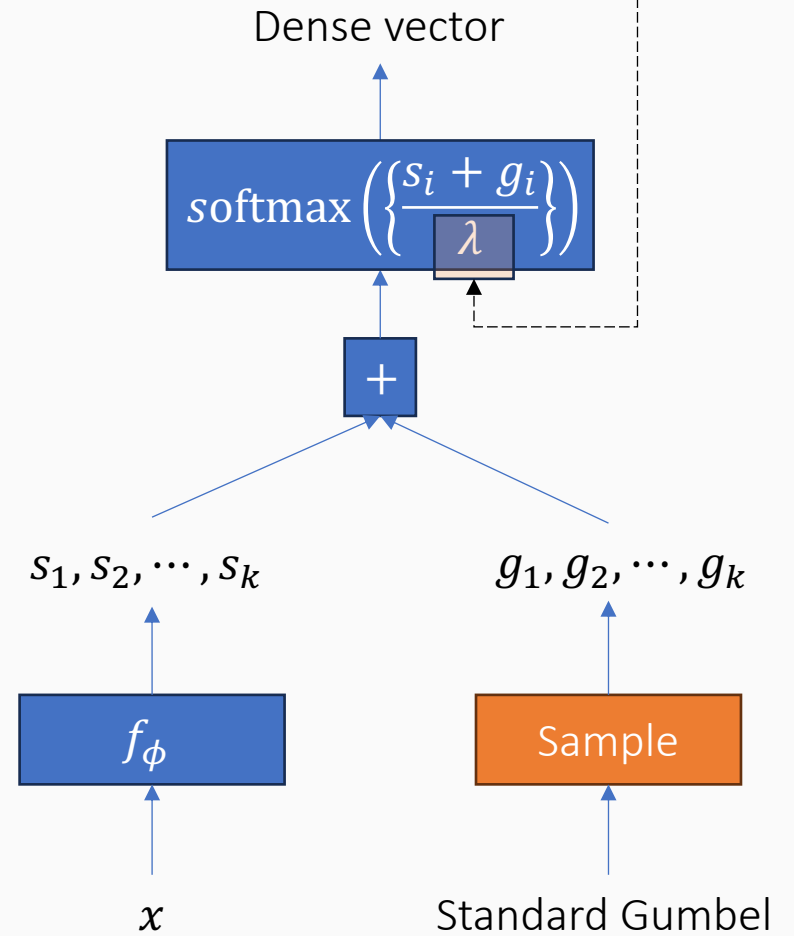 Dense vector
softmax({(s_i + g_i)/λ})
+
s_1, s_2, ⋯, s_k
g_1, g_2, ⋯, g_k
f_ϕ
Sample
x
Standard Gumbel